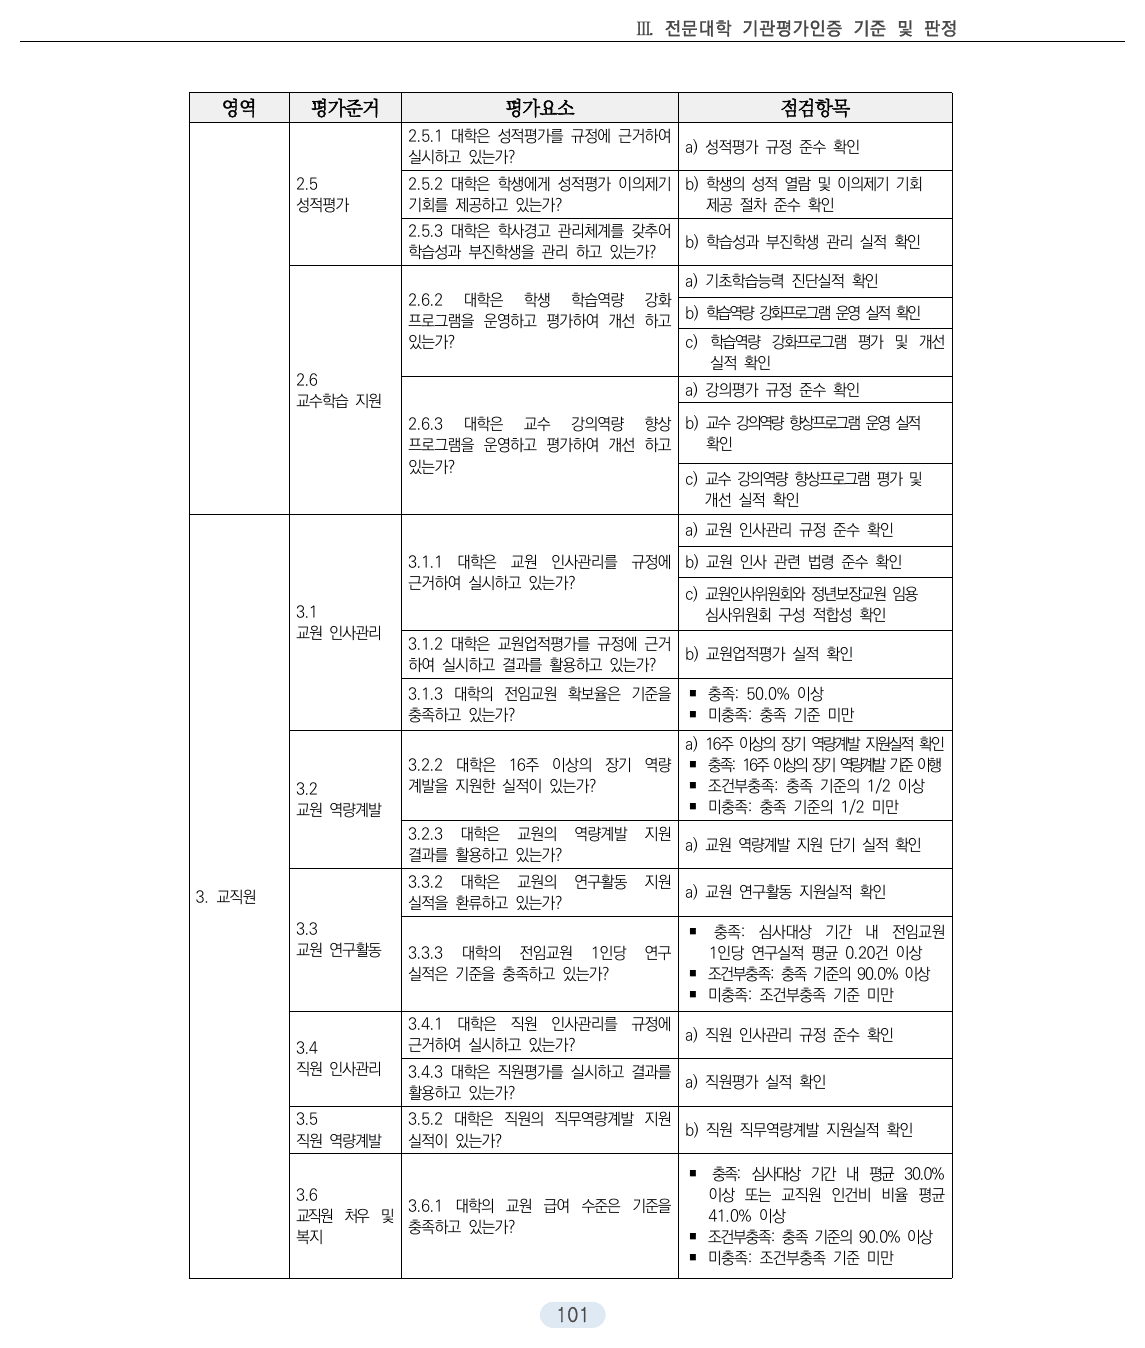 Ⅲ. 전문대학 기관평가인증 기준 및 판정
영역 평가준거 평가요소 점검항목
2.5
성적평가
2.5.1 대학은 성적평가를 규정에 근거하여
실시하고 있는가?
a) 성적평가 규정 준수 확인
2.5.2 대학은 학생에게 성적평가 이의제기
기회를 제공하고 있는가?
b) 학생의 성적 열람 및 이의제기 기회
제공 절차 준수 확인
2.5.3 대학은 학사경고 관리체계를 갖추어
학습성과 부진학생을 관리 하고 있는가?
b) 학습성과 부진학생 관리 실적 확인
2.6
교수학습 지원
2.6.2 대학은 학생 학습역량 강화
프로그램을 운영하고 평가하여 개선 하고
있는가?
a) 기초학습능력 진단실적 확인
b) 학습역량 강화프로그램 운영 실적 확인
c) 학습역량 강화프로그램 평가 및 개선
실적 확인
2.6.3 대학은 교수 강의역량 향상
프로그램을 운영하고 평가하여 개선 하고
있는가?
a) 강의평가 규정 준수 확인
b) 교수 강의역량 향상프로그램 운영 실적
확인
c) 교수 강의역량 향상프로그램 평가 및
개선 실적 확인
3. 교직원
3.1
교원 인사관리
3.1.1 대학은 교원 인사관리를 규정에
근거하여 실시하고 있는가?
a) 교원 인사관리 규정 준수 확인
b) 교원 인사 관련 법령 준수 확인
c) 교원인사위원회와 정년보장교원 임용
심사위원회 구성 적합성 확인
3.1.2 대학은 교원업적평가를 규정에 근거
하여 실시하고 결과를 활용하고 있는가?
b) 교원업적평가 실적 확인
3.1.3 대학의 전임교원 확보율은 기준을
충족하고 있는가?
▪ 충족: 50.0% 이상
▪ 미충족: 충족 기준 미만
3.2
교원 역량계발
3.2.2 대학은 16주 이상의 장기 역량
계발을 지원한 실적이 있는가?
a) 16주 이상의 장기 역량계발 지원실적 확인
▪ 충족: 16주 이상의 장기 역량계발 기준 이행
▪ 조건부충족: 충족 기준의 1/2 이상
▪ 미충족: 충족 기준의 1/2 미만
3.2.3 대학은 교원의 역량계발 지원
결과를 활용하고 있는가?
a) 교원 역량계발 지원 단기 실적 확인
3.3
교원 연구활동
3.3.2 대학은 교원의 연구활동 지원
실적을 환류하고 있는가?
a) 교원 연구활동 지원실적 확인
3.3.3 대학의 전임교원 1인당 연구
실적은 기준을 충족하고 있는가?
▪ 충족: 심사대상 기간 내 전임교원
1인당 연구실적 평균 0.20건 이상
▪ 조건부충족: 충족 기준의 90.0% 이상
▪ 미충족: 조건부충족 기준 미만
3.4
직원 인사관리
3.4.1 대학은 직원 인사관리를 규정에
근거하여 실시하고 있는가?
a) 직원 인사관리 규정 준수 확인
3.4.3 대학은 직원평가를 실시하고 결과를
활용하고 있는가?
a) 직원평가 실적 확인
3.5
직원 역량계발
3.5.2 대학은 직원의 직무역량계발 지원
실적이 있는가?
b) 직원 직무역량계발 지원실적 확인
3.6
교직원 처우 및
복지
3.6.1 대학의 교원 급여 수준은 기준을
충족하고 있는가?
▪ 충족: 심사대상 기간 내 평균 30.0%
이상 또는 교직원 인건비 비율 평균
41.0% 이상
▪ 조건부충족: 충족 기준의 90.0% 이상
▪ 미충족: 조건부충족 기준 미만
101